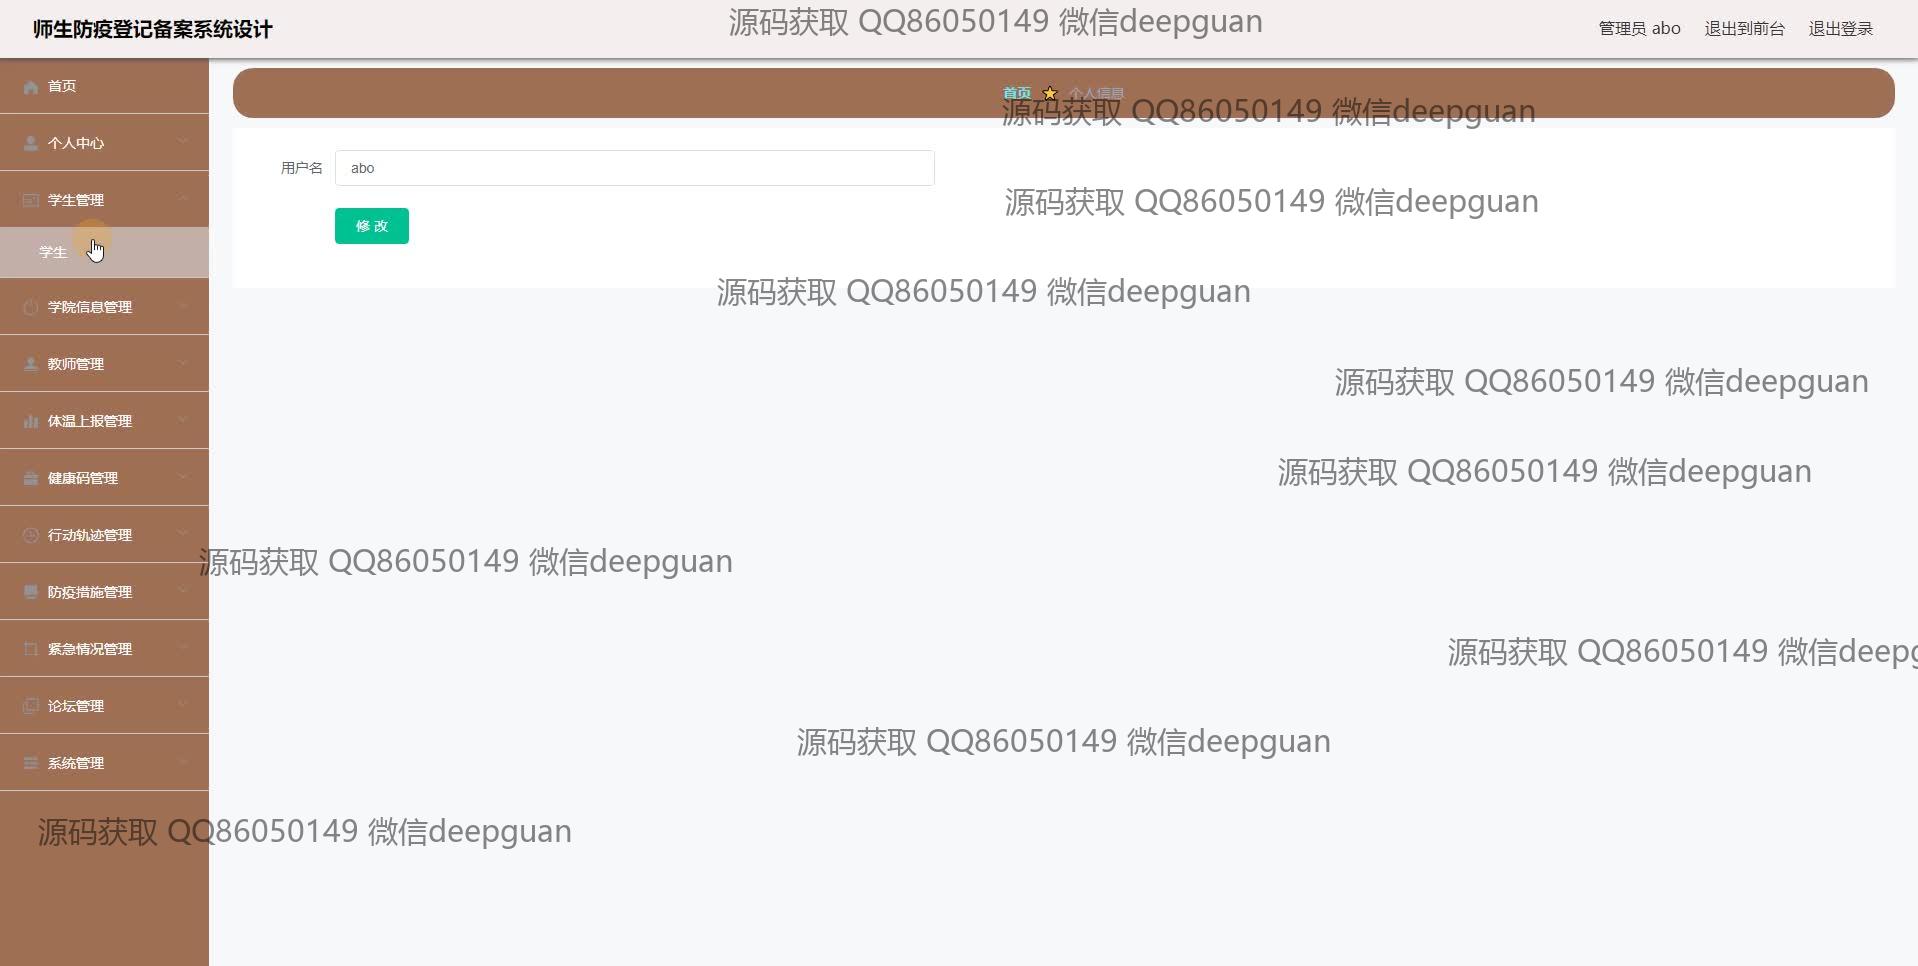 师生防疫登记备案系统设计
源码获取 QQ86050149 微信deepguan
管理员 abo 退出到前台 退出登录
首页
首页 个人信息
源码获取 QQ86050149 微信deepguan
个人中心
用户名 abo
学生管理
源码获取 QQ86050149 微信deepguan
修改
学生
源码获取 QQ86050149 微信deepguan
学院信息管理
教师管理
源码获取 QQ86050149 微信deepguan
体温上报管理
健康码管理
源码获取 QQ86050149 微信deepguan
行动轨迹管理
源码获取 QQ86050149 微信deepguan
防疫措施管理
紧急情况管理
源码获取 QQ86050149 微信deepg
论坛管理
源码获取 QQ86050149 微信deepguan
系统管理
源码获取 QQ86050149 微信deepguan